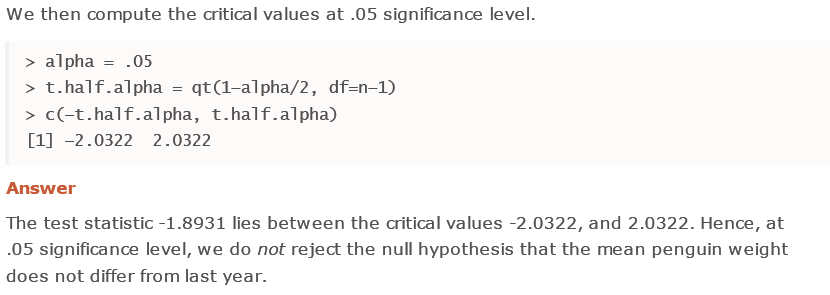 We then compute the critical values at .05 significance level.
> alpha = .05
> t.half.alpha = qt(1−alpha/2, df=n−1)
> c(−t.half.alpha, t.half.alpha)
[1] −2.0322  2.0322
Answer
The test statistic -1.8931 lies between the critical values -2.0322, and 2.0322. Hence, at
.05 significance level, we do not reject the null hypothesis that the mean penguin weight
does not differ from last year.